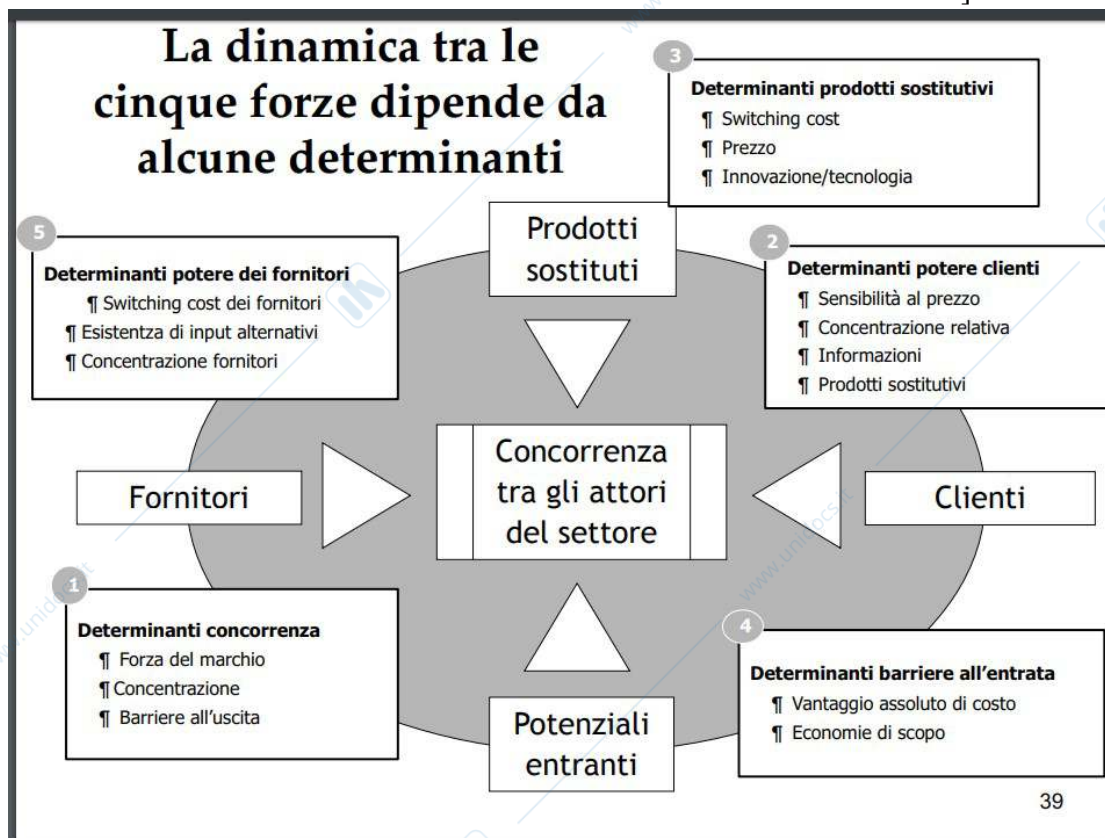 ]
La dinamica tra le
cinque forze dipende da
alcune determinanti
3
Determinanti prodotti sostitutivi
¶ Switching cost
¶ Prezzo
¶ Innovazione/tecnologia
5
Determinanti potere dei fornitori
¶ Switching cost dei fornitori
¶ Esistentza di input alternativi
¶ Concentrazione fornitori
Prodotti
sostituti
2
Determinanti potere clienti
¶ Sensibilità al prezzo
¶ Concentrazione relativa
¶ Informazioni
¶ Prodotti sostitutivi
Fornitori
Concorrenza
tra gli attori
del settore
Clienti
1
Determinanti concorrenza
¶ Forza del marchio
¶ Concentrazione
¶ Barriere all'uscita
Potenziali
entranti
4
Determinanti barriere all'entrata
¶ Vantaggio assoluto di costo
¶ Economie di scopo
39
www.unidocs.it